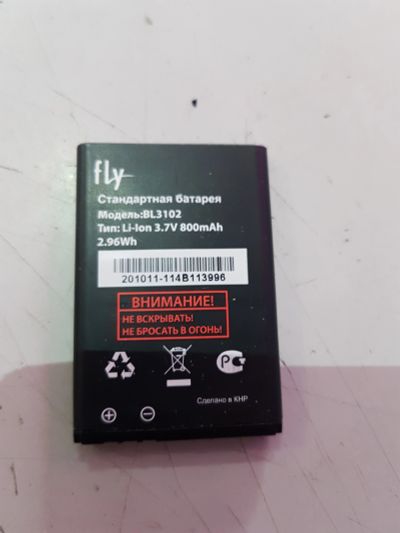 fly
Стандартная батарея
Модель:BL3102
Тип: Li-Ion 3.7V 800mAh
2.96Wh
201011-114B113996
ВНИМАНИЕ!
НЕ ВСКРЫВАТЬ!
НЕ БРОСАТЬ В ОГОНЬ!
Сделано в КНР